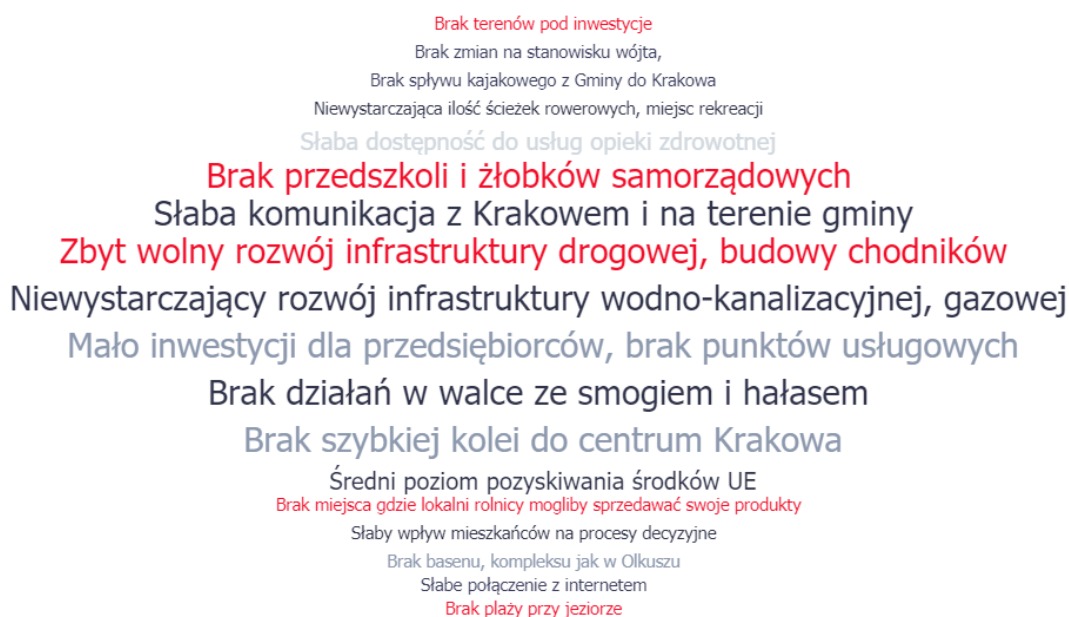 Brak terenów pod inwestycje
Brak zmian na stanowisku wójta,
Brak spływu kajakowego z Gminy do Krakowa
Niewystarczająca ilość ścieżek rowerowych, miejsc rekreacji
Słaba dostępność do usług opieki zdrowotnej
Brak przedszkoli i żłobków samorządowych
Słaba komunikacja z Krakowem i na terenie gminy
Zbyt wolny rozwój infrastruktury drogowej, budowy chodników
Niewystarczający rozwój infrastruktury wodno-kanalizacyjnej, gazowej
Mało inwestycji dla przedsiębiorców, brak punktów usługowych
Brak działań w walce ze smogiem i hałasem
Brak szybkiej kolei do centrum Krakowa
Średni poziom pozyskiwania środków UE
Brak miejsca gdzie lokalni rolnicy mogliby sprzedawać swoje produkty
Słaby wpływ mieszkańców na procesy decyzyjne
Brak basenu, kompleksu jak w Olkuszu
Słabe połączenie z internetem
Brak plaży przy jeziorze